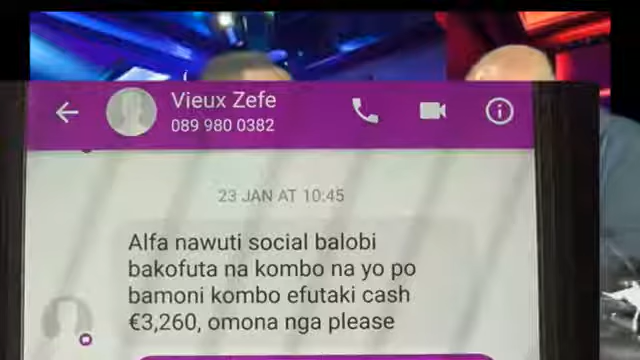 Vieux Zefe
089 980 0382
23 JAN AT 10:45
Alfa nawuti social balobi
bakofuta na kombo na yo po
bamoni kombo efutaki cash
€3,260, omona nga please